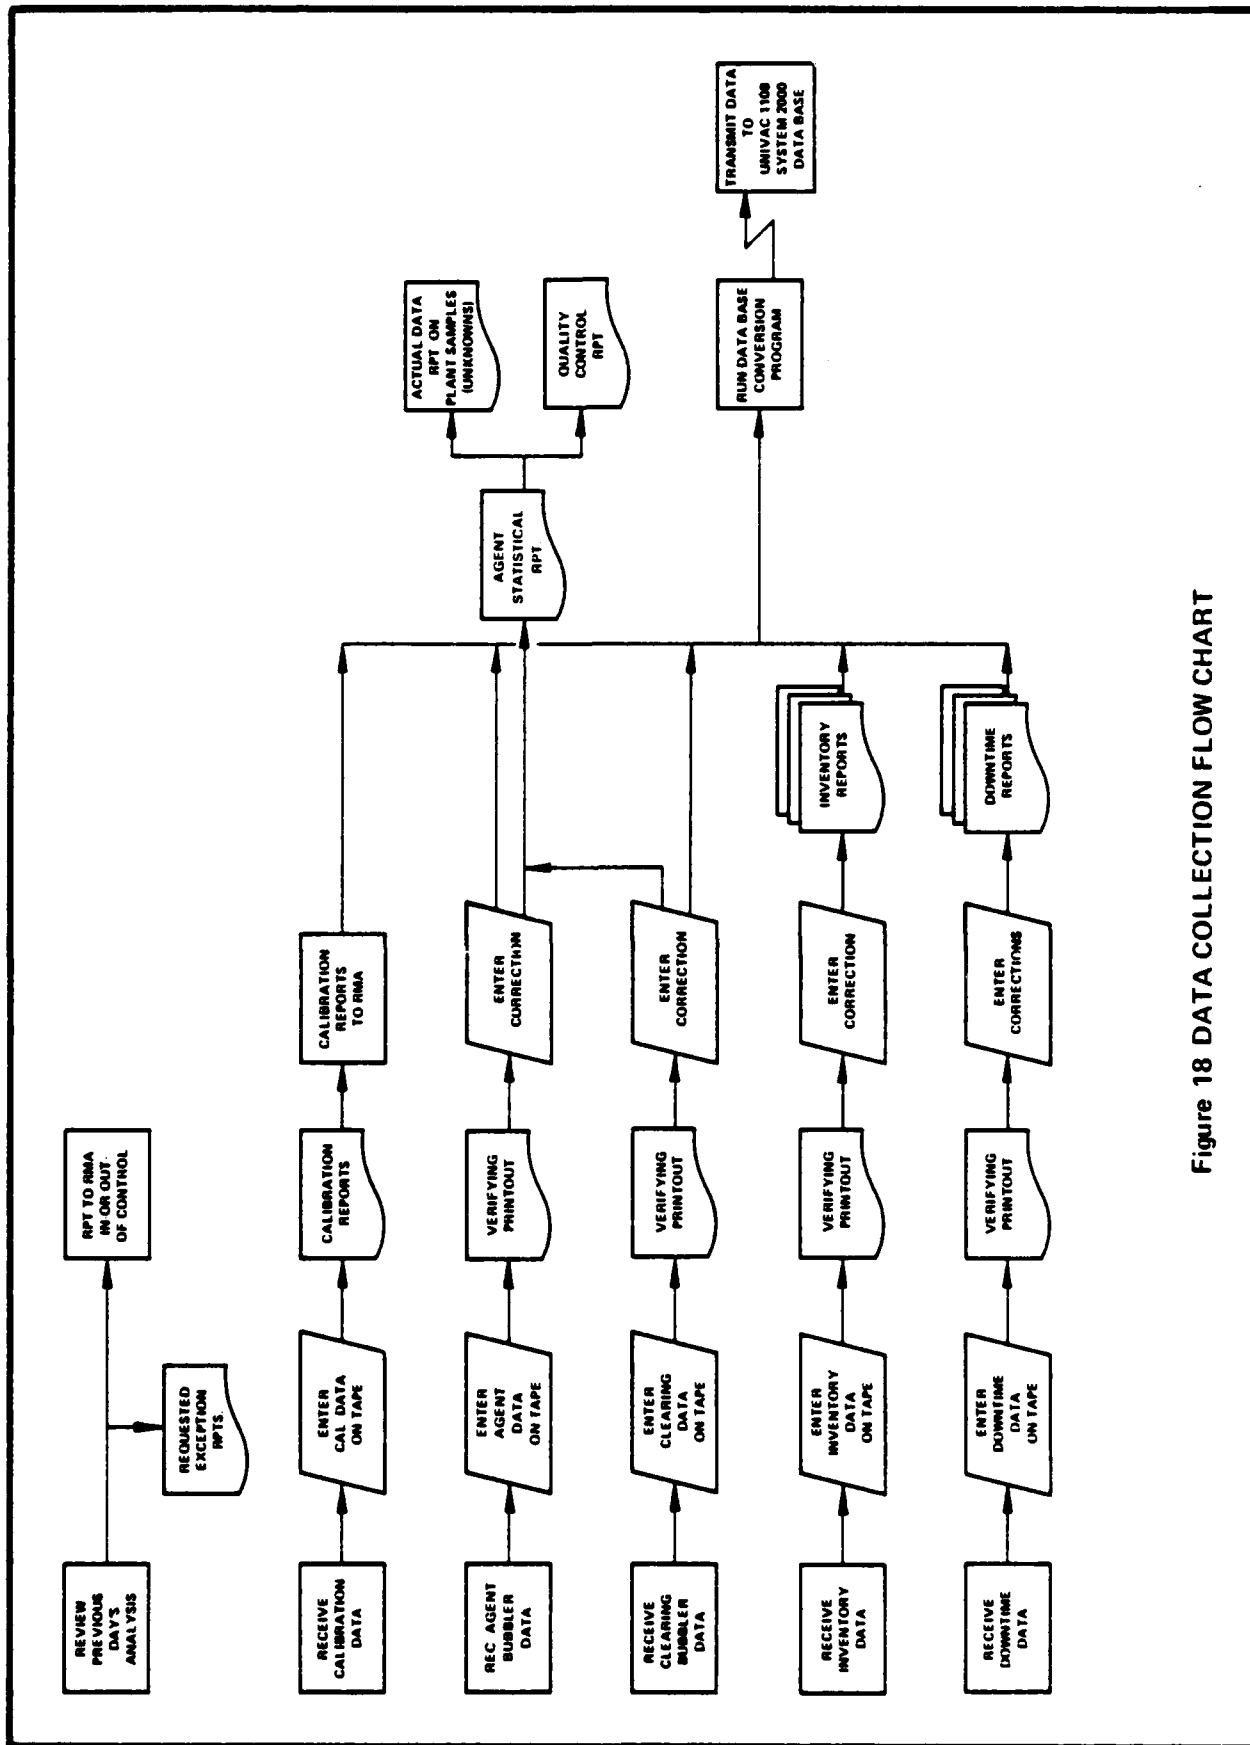 REVIEW
PREVIOUS
DAY'S
ANALYSIS
REQUESTED
EXCEPTION
RPTS.
RPT TO RMA
IN OR OUT
OF CONTROL
RECEIVE
CALIBRATION
DATA
ENTER
CAL DATA
ON TAPE
CALIBRATION
REPORTS
CALIBRATION
REPORTS
TO RMA
REC AGENT
BUBBLER
DATA
ENTER
AGENT
DATA
ON TAPE
VERIFYING
PRINTOUT
ENTER
CORRECTION
AGENT
STATISTICAL
RPT.
ACTUAL DATA
RPT ON
PLANT SAMPLES
(UNKNOWNS)
QUALITY
CONTROL
RPT
RECEIVE
CLEARING
BUBBLER
DATA
ENTER
CLEARING
DATA
ON TAPE
VERIFYING
PRINTOUT
ENTER
CORRECTION
RUN DATA BASE
CONVERSION
PROGRAM
TRANSMIT DATA
TO
UNIVAC 1108
SYSTEM 2000
DATA BASE
RECEIVE
INVENTORY
DATA
ENTER
INVENTORY
DATA
ON TAPE
VERIFYING
PRINTOUT
ENTER
CORRECTION
INVENTORY
REPORTS
RECEIVE
DOWNTIME
DATA
ENTER
DOWNTIME
DATA
ON TAPE
VERIFYING
PRINTOUT
ENTER
CORRECTIONS
DOWNTIME
REPORTS
Figure 18 DATA COLLECTION FLOW CHART